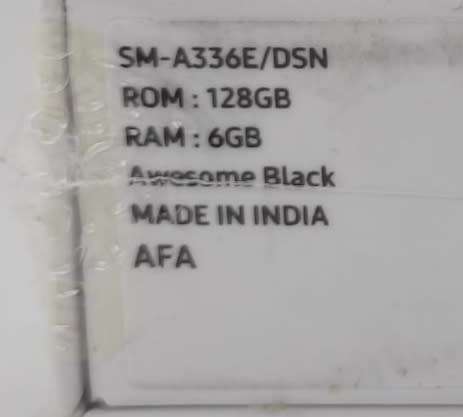 SM-A336E/DSN
ROM : 128GB
RAM : 6GB
Awesome Black
MADE IN INDIA
AFA